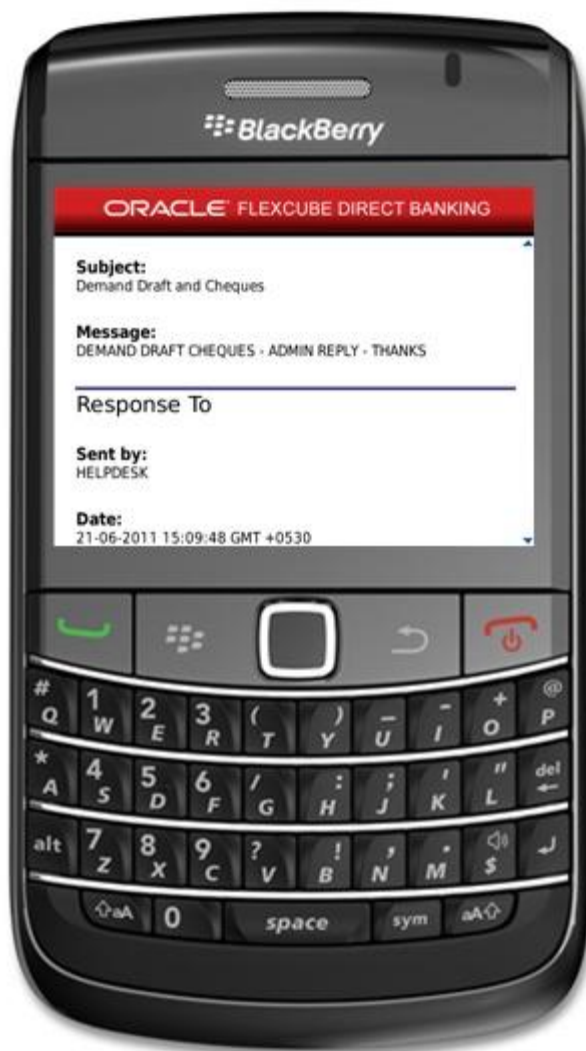 BlackBerry
ORACLE FLEXCUBE DIRECT BANKING
Subject:
Demand Draft and Cheques
Message:
DEMAND DRAFT CHEQUES - ADMIN REPLY - THANKS
Response To
Sent by:
HELPDESK
Date:
21-06-2011 15:09:48 GMT +0530
# Q 1 W 2 E 3 R ( T ) Y _ U - I + O @ P
* A 4 S 5 D 6 F / G : H ; J ' K " L del
alt 7 Z 8 X 9 C ? V ! B , N . M $
aA 0 space sym aA